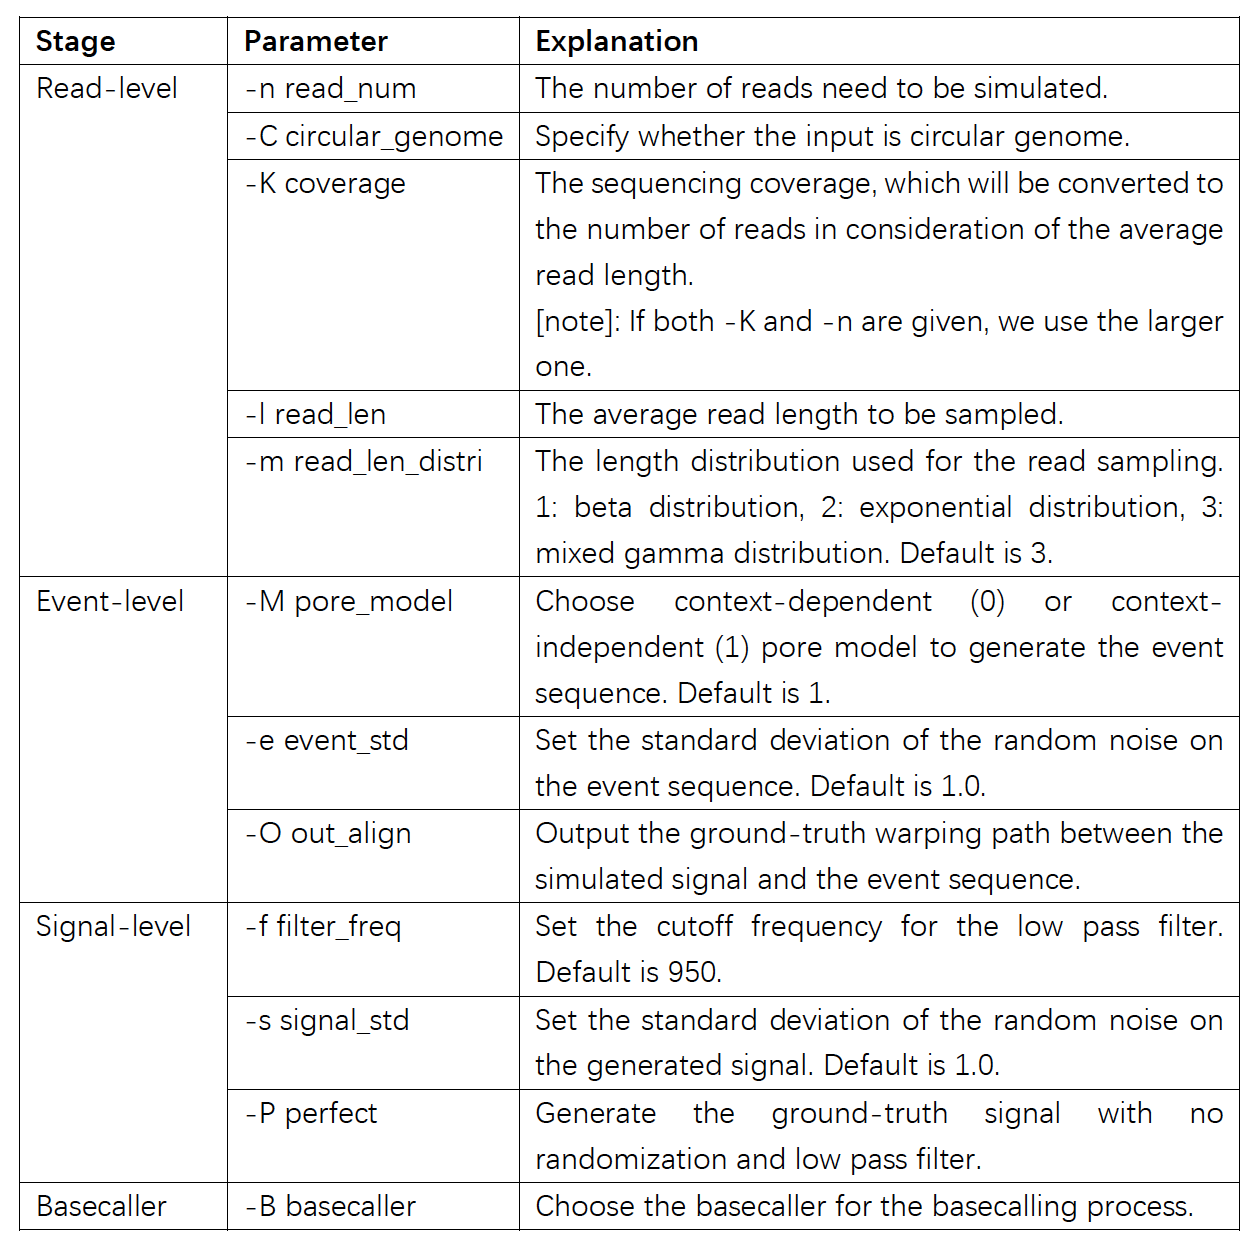 Stage Parameter Explanation
Read-level -n read_num The number of reads need to be simulated.
-C circular_genome Specify whether the input is circular genome.
-K coverage The sequencing coverage, which will be converted to
the number of reads in consideration of the average
read length.
[note]: If both -K and -n are given, we use the larger
one.
-l read_len The average read length to be sampled.
-m read_len_distri The length distribution used for the read sampling.
1: beta distribution, 2: exponential distribution, 3:
mixed gamma distribution. Default is 3.
Event-level -M pore_model Choose context-dependent (0) or context-
independent (1) pore model to generate the event
sequence. Default is 1.
-e event_std Set the standard deviation of the random noise on
the event sequence. Default is 1.0.
-O out_align Output the ground-truth warping path between the
simulated signal and the event sequence.
Signal-level -f filter_freq Set the cutoff frequency for the low pass filter.
Default is 950.
-s signal_std Set the standard deviation of the random noise on
the generated signal. Default is 1.0.
-P perfect Generate the ground-truth signal with no
randomization and low pass filter.
Basecaller -B basecaller Choose the basecaller for the basecalling process.